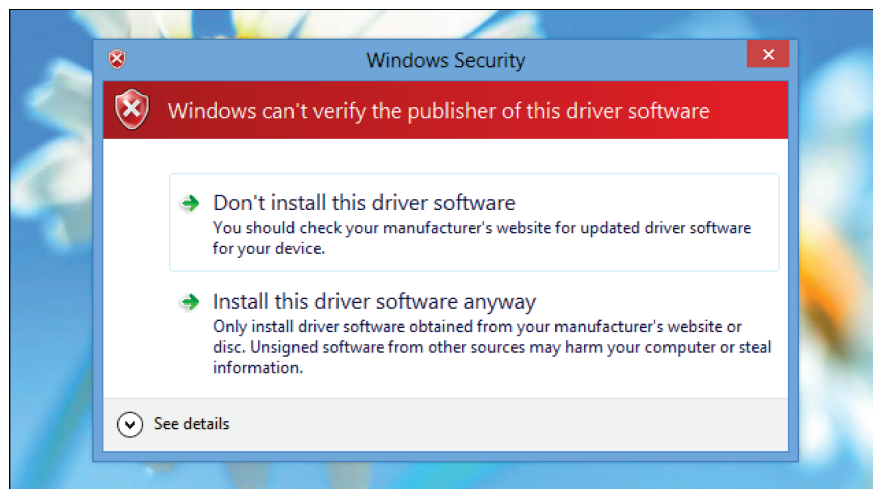 Windows Security
Windows can't verify the publisher of this driver software
Don't install this driver software
You should check your manufacturer's website for updated driver software
for your device.
Install this driver software anyway
Only install driver software obtained from your manufacturer's website or
disc. Unsigned software from other sources may harm your computer or steal
information.
See details